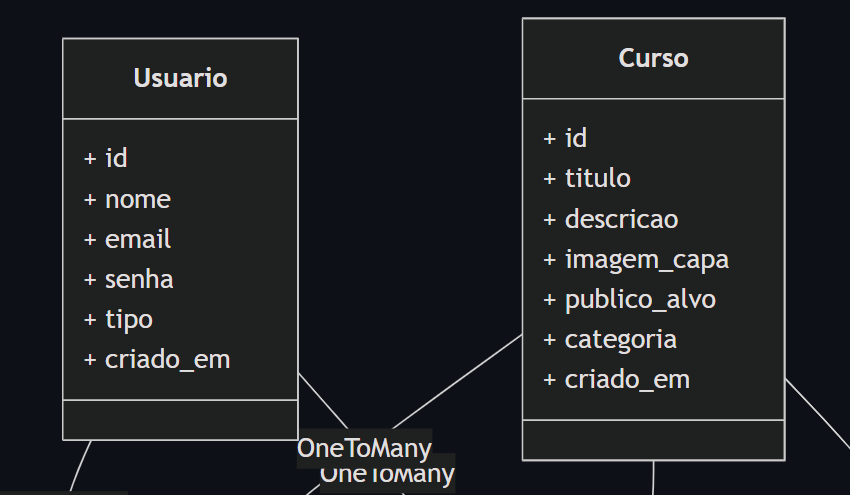 Usuario
+ id
+ nome
+ email
+ senha
+ tipo
+ criado_em
Curso
+ id
+ titulo
+ descricao
+ imagem_capa
+ publico_alvo
+ categoria
+ criado_em
OneToMany
OneToMany